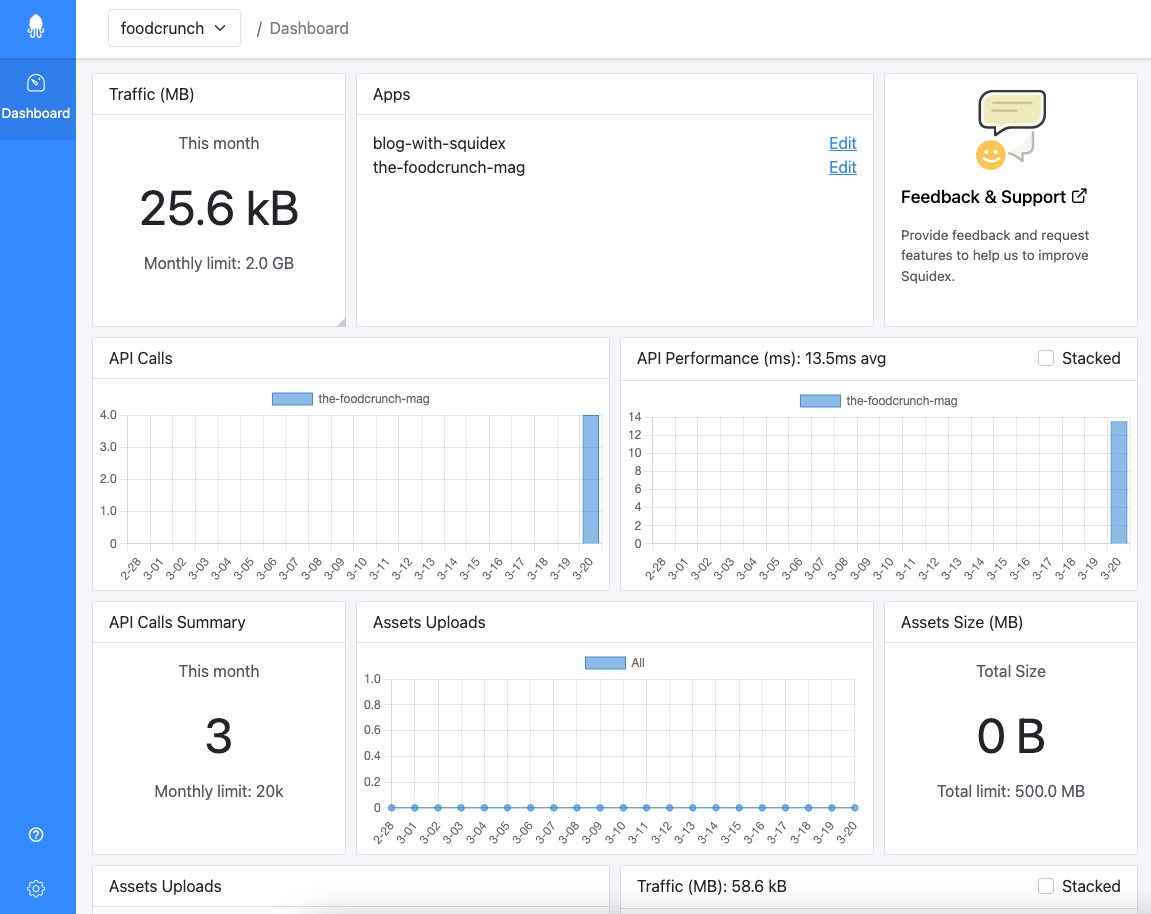 foodcrunch / Dashboard
Dashboard
Traffic (MB)
This month
25.6 kB
Monthly limit: 2.0 GB
Apps
blog-with-squidex Edit
the-foodcrunch-mag Edit
Feedback & Support
Provide feedback and request
features to help us to improve
Squidex.
API Calls
the-foodcrunch-mag
4.0
3.0
2.0
1.0
0
2-28 3-01 3-02 3-03 3-04 3-05 3-06 3-07 3-08 3-09 3-10 3-11 3-12 3-13 3-14 3-15 3-16 3-17 3-18 3-19 3-20
API Performance (ms): 13.5ms avg Stacked
the-foodcrunch-mag
14
12
10
8
6
4
2
0
2-28 3-01 3-02 3-03 3-04 3-05 3-06 3-07 3-08 3-09 3-10 3-11 3-12 3-13 3-14 3-15 3-16 3-17 3-18 3-19 3-20
API Calls Summary
This month
3
Monthly limit: 20k
Assets Uploads
All
1.0
0.8
0.6
0.4
0.2
0
2-28 3-01 3-02 3-03 3-04 3-05 3-06 3-07 3-08 3-09 3-10 3-11 3-12 3-13 3-14 3-15 3-16 3-17 3-18 3-19 3-20
Assets Size (MB)
Total Size
0 B
Total limit: 500.0 MB
Assets Uploads
Traffic (MB): 58.6 kB Stacked